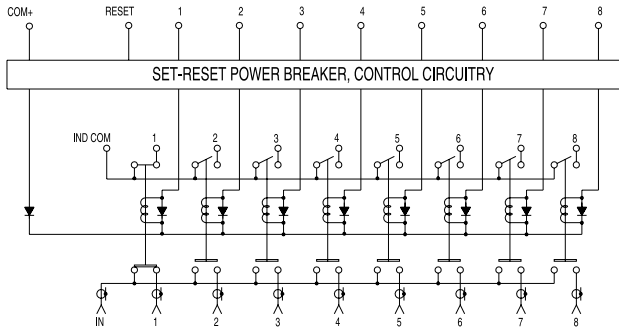 COM+ RESET 1 2 3 4 5 6 7 8
SET-RESET POWER BREAKER, CONTROL CIRCUITRY
IND COM 1 2 3 4 5 6 7 8
IN 1 2 3 4 5 6 7 8